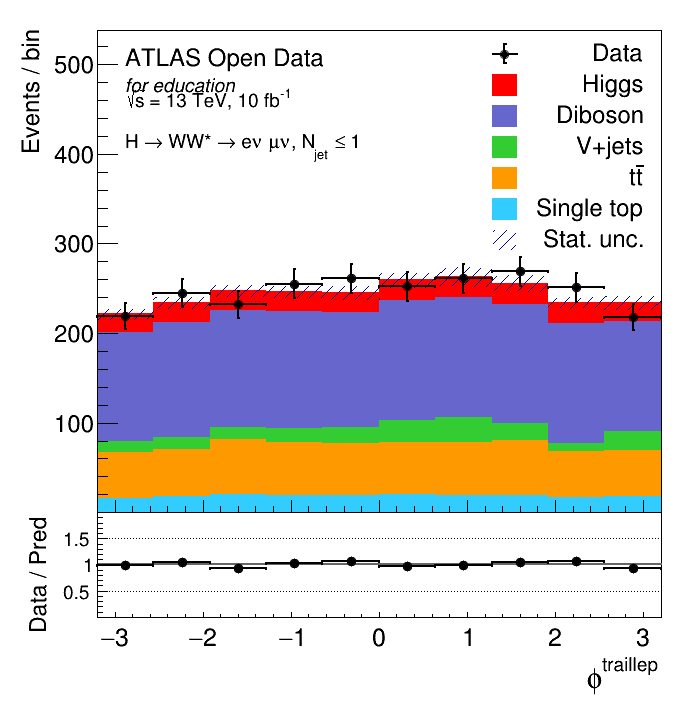 Events / bin
500
400
300
200
100
ATLAS Open Data
for education
√s = 13 TeV, 10 fb⁻¹
H → WW* → eν μν, N_jet ≤ 1
Data
Higgs
Diboson
V+jets
tt̄
Single top
Stat. unc.
Data / Pred
1.5
1
0.5
−3 −2 −1 0 1 2 3
ϕ^traillep